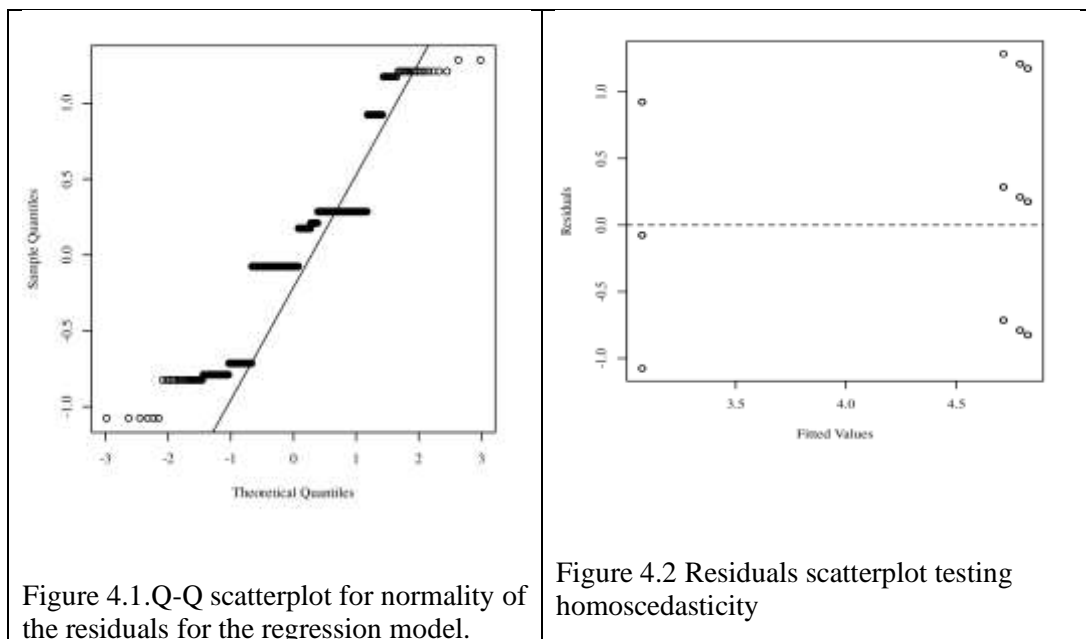 1.0
0.5
0.0
-0.5
-1.0
Sample Quantiles
-3 -2 -1 0 1 2 3
Theoretical Quantiles
Figure 4.1.Q-Q scatterplot for normality of
the residuals for the regression model.
1.0
0.5
0.0
-0.5
-1.0
Residuals
3.5 4.0 4.5
Fitted Values
Figure 4.2 Residuals scatterplot testing
homoscedasticity